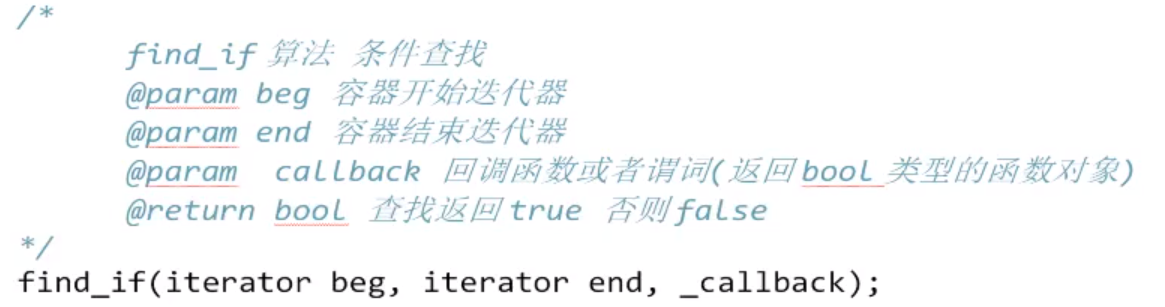 /*
find_if 算法 条件查找
@param beg 容器开始迭代器
@param end 容器结束迭代器
@param  callback 回调函数或者谓词(返回bool 类型的函数对象)
@return bool 查找返回true 否则false
*/
find_if(iterator beg, iterator end, _callback);